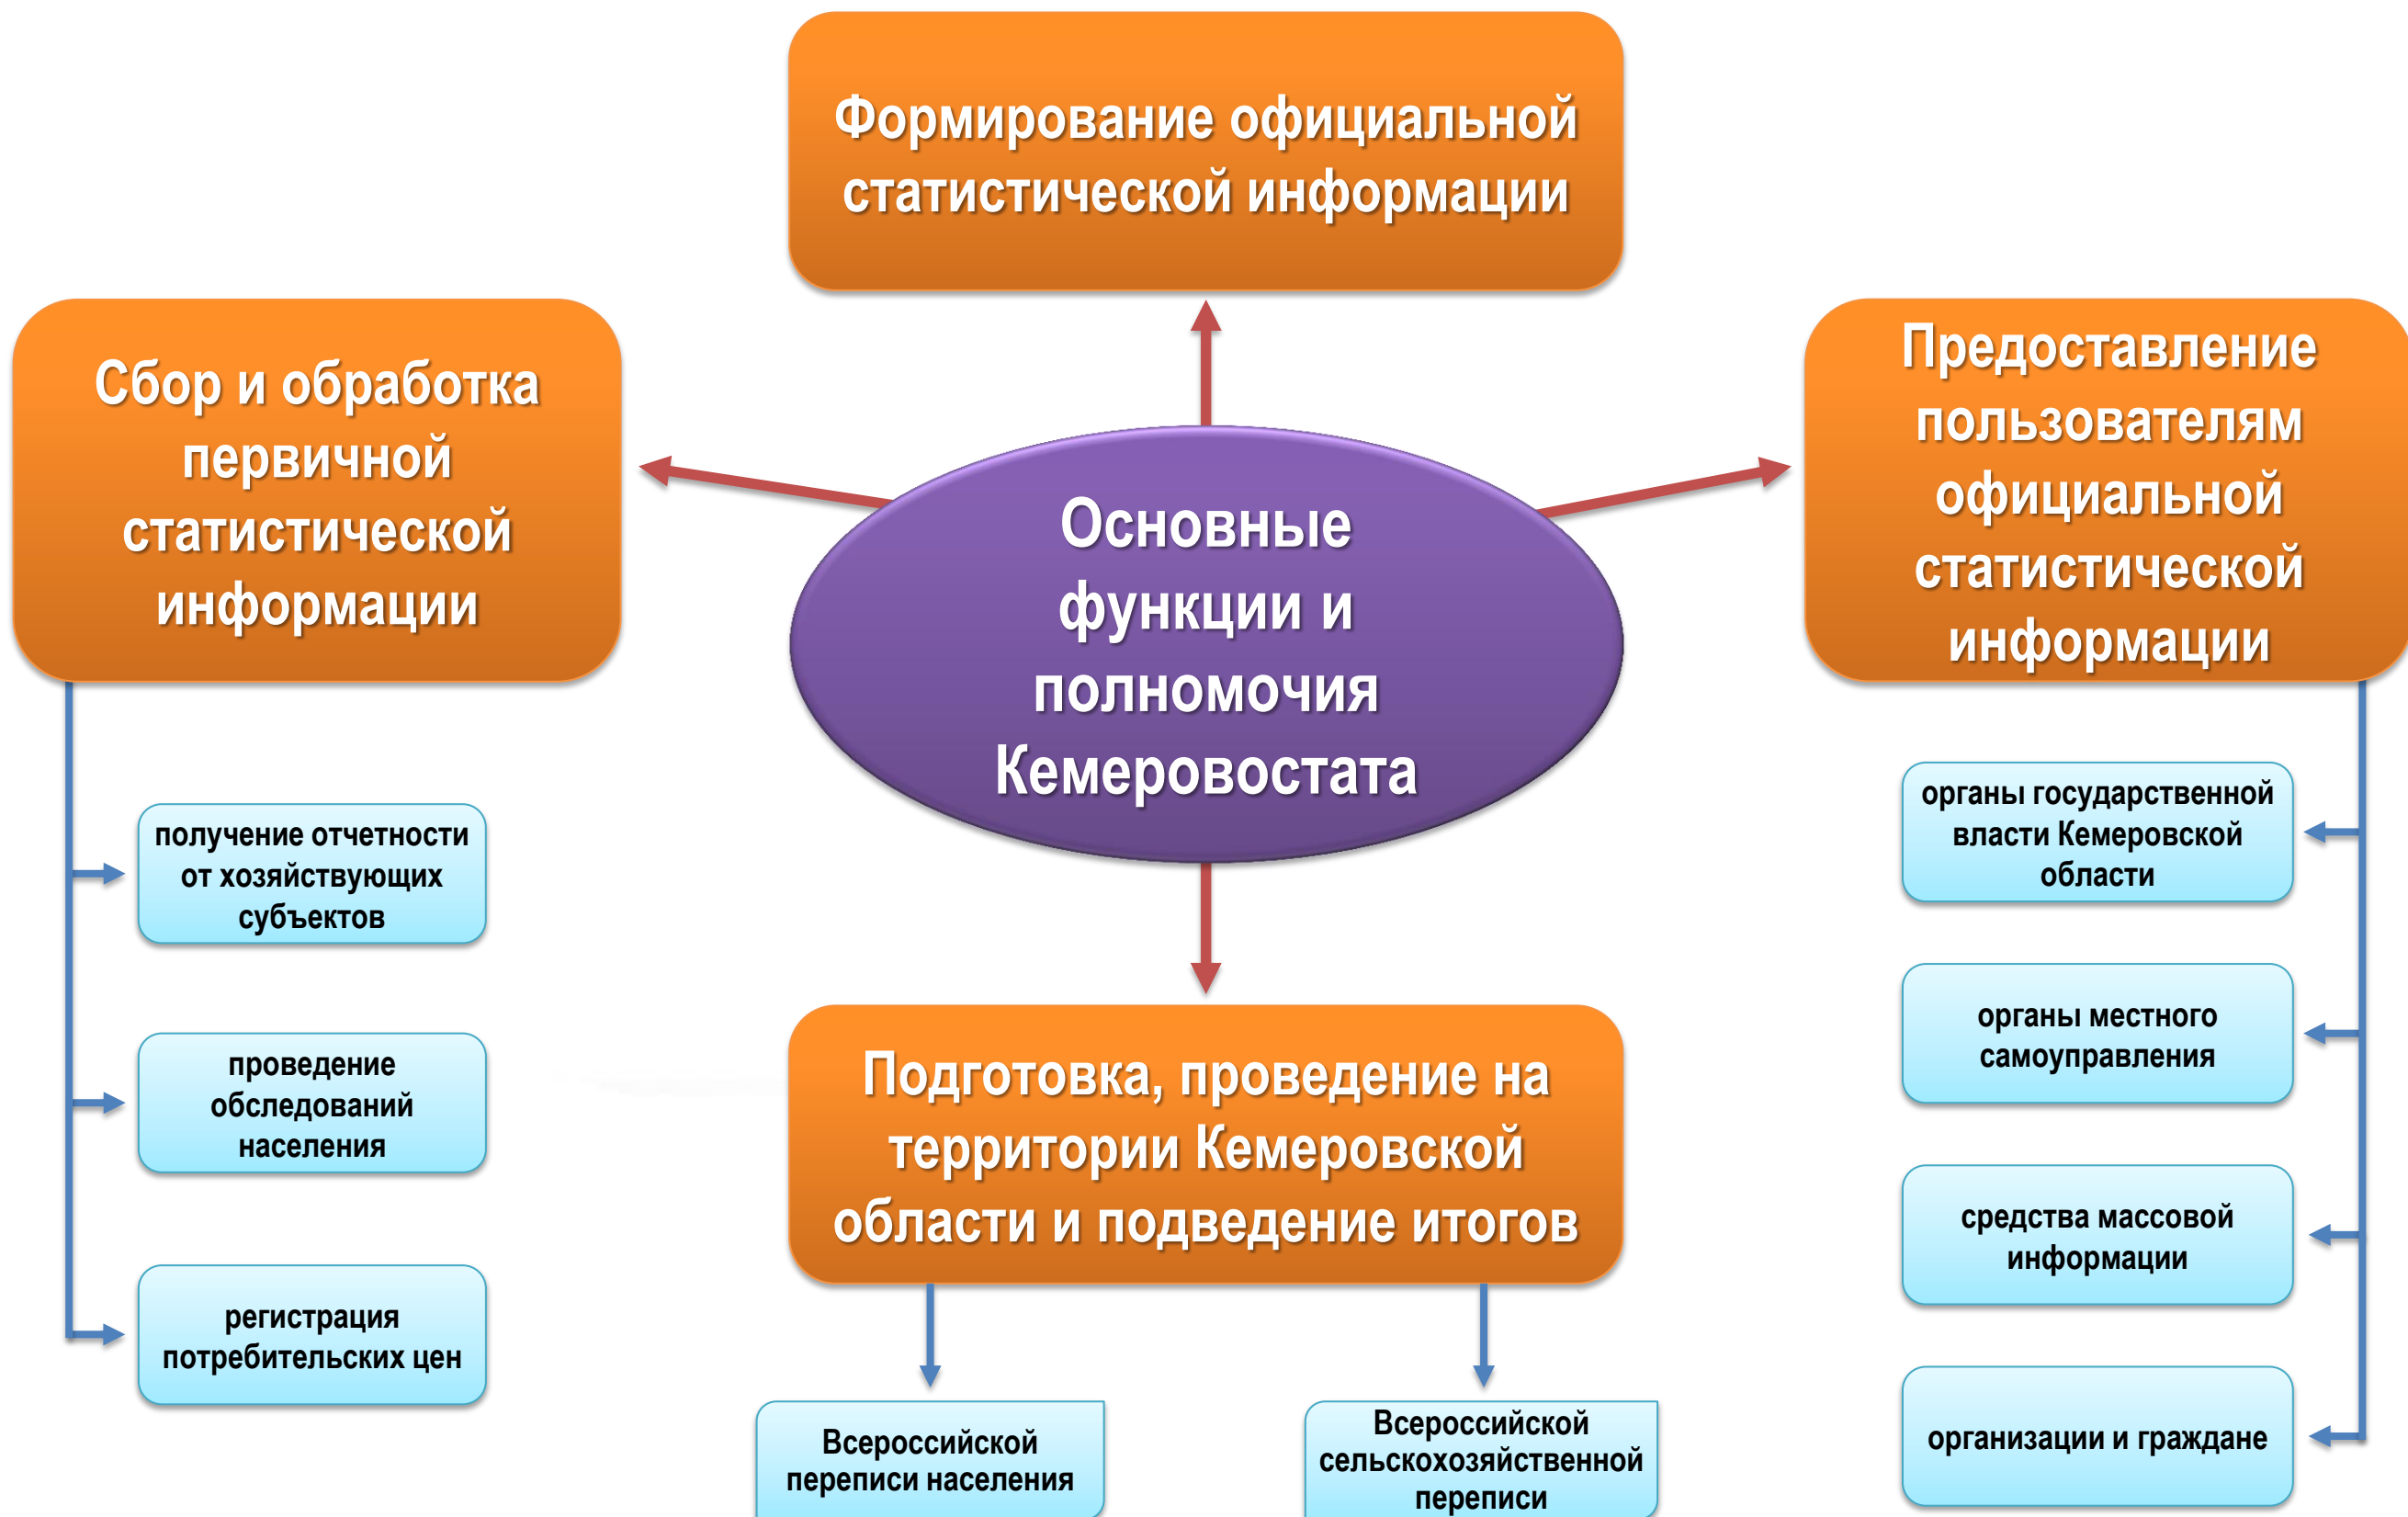 Формирование официальной
статистической информации
Сбор и обработка
первичной
статистической
информации
Предоставление
пользователям
официальной
статистической
информации
Основные
функции и
полномочия
Кемеровостата
получение отчетности
от хозяйствующих
субъектов
проведение
обследований
населения
регистрация
потребительских цен
Подготовка, проведение на
территории Кемеровской
области и подведение итогов
Всероссийской
переписи населения
Всероссийской
сельскохозяйственной
переписи
органы государственной
власти Кемеровской
области
органы местного
самоуправления
средства массовой
информации
организации и граждане